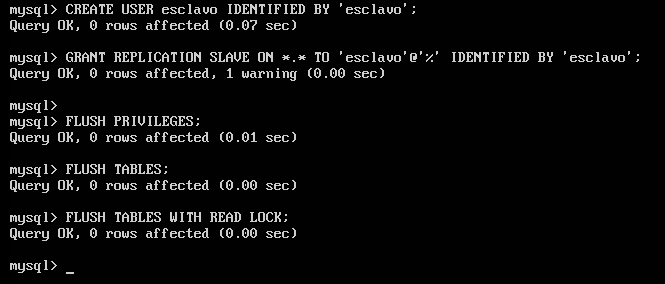 mysql> CREATE USER esclavo IDENTIFIED BY 'esclavo';
Query OK, 0 rows affected (0.07 sec)
mysql> GRANT REPLICATION SLAVE ON *.* TO 'esclavo'@'%' IDENTIFIED BY 'esclavo';
Query OK, 0 rows affected, 1 warning (0.00 sec)
mysql>
mysql> FLUSH PRIVILEGES;
Query OK, 0 rows affected (0.01 sec)
mysql> FLUSH TABLES;
Query OK, 0 rows affected (0.00 sec)
mysql> FLUSH TABLES WITH READ LOCK;
Query OK, 0 rows affected (0.00 sec)
mysql> _